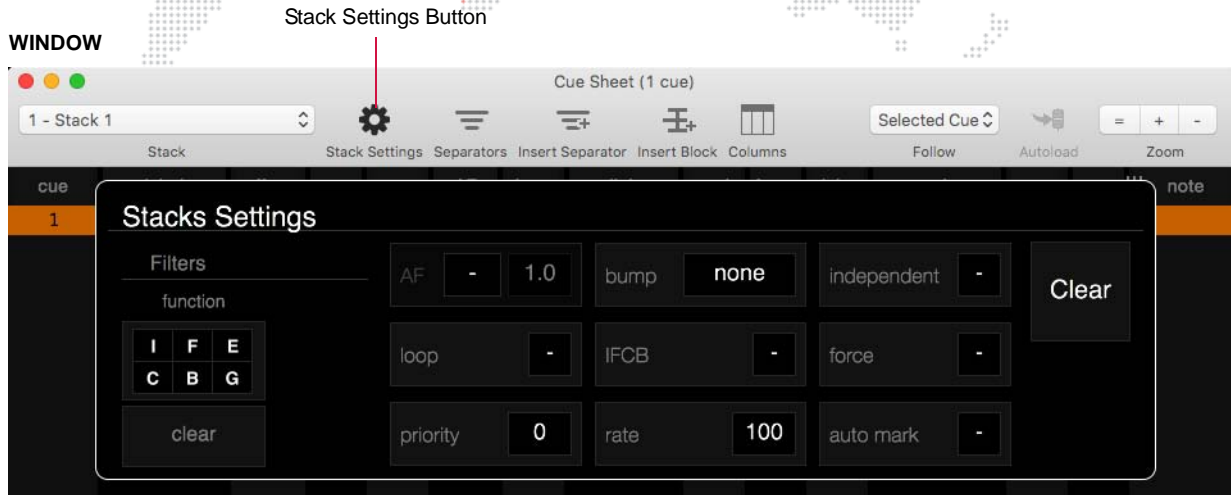 Stack Settings Button
WINDOW
Cue Sheet (1 cue)
1 - Stack 1
Selected Cue
= + -
Stack Stack Settings Separators Insert Separator Insert Block Columns Follow Autoload Zoom
cue note
1
Stacks Settings
Filters
function
I F E
C B G
clear
AF - 1.0
bump none
independent -
Clear
loop -
IFCB -
force -
priority 0
rate 100
auto mark -